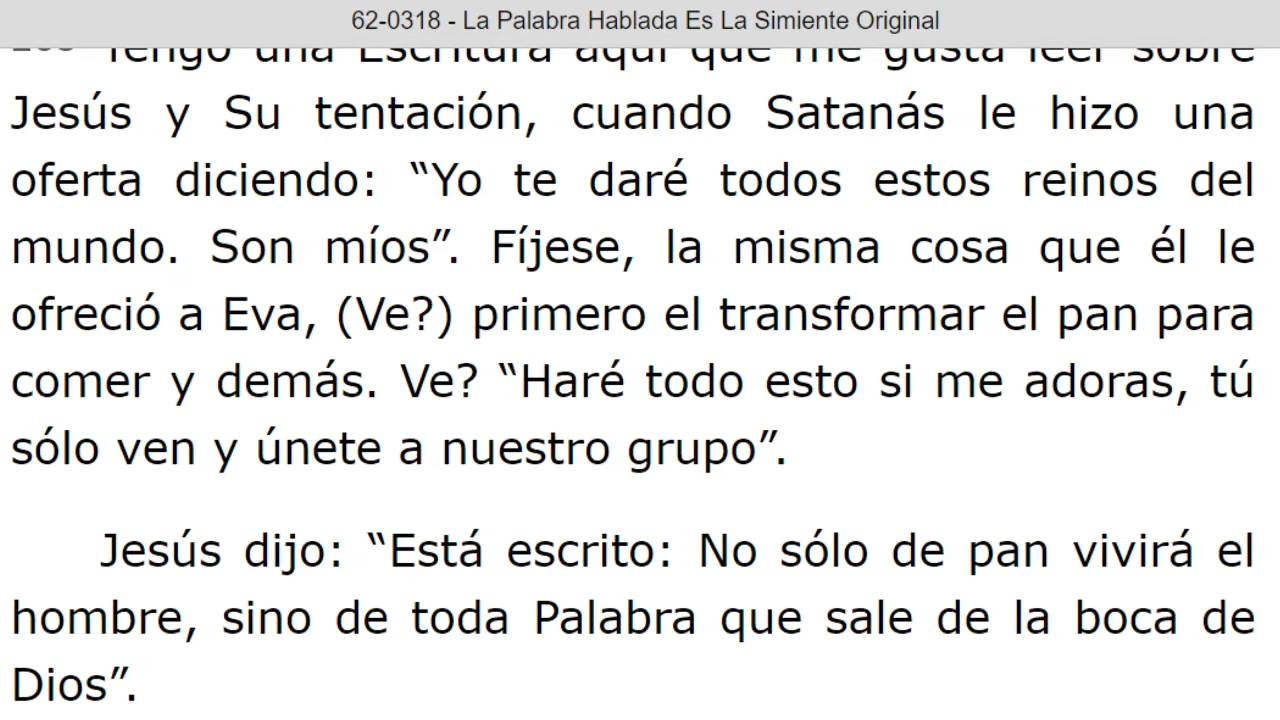 62-0318 - La Palabra Hablada Es La Simiente Original
Tengo una Escritura aquí que me gusta leer sobre
Jesús y Su tentación, cuando Satanás le hizo una
oferta diciendo: “Yo te daré todos estos reinos del
mundo. Son míos”. Fíjese, la misma cosa que él le
ofreció a Eva, (Ve?) primero el transformar el pan para
comer y demás. Ve? “Haré todo esto si me adoras, tú
sólo ven y únete a nuestro grupo”.
Jesús dijo: “Está escrito: No sólo de pan vivirá el
hombre, sino de toda Palabra que sale de la boca de
Dios”.